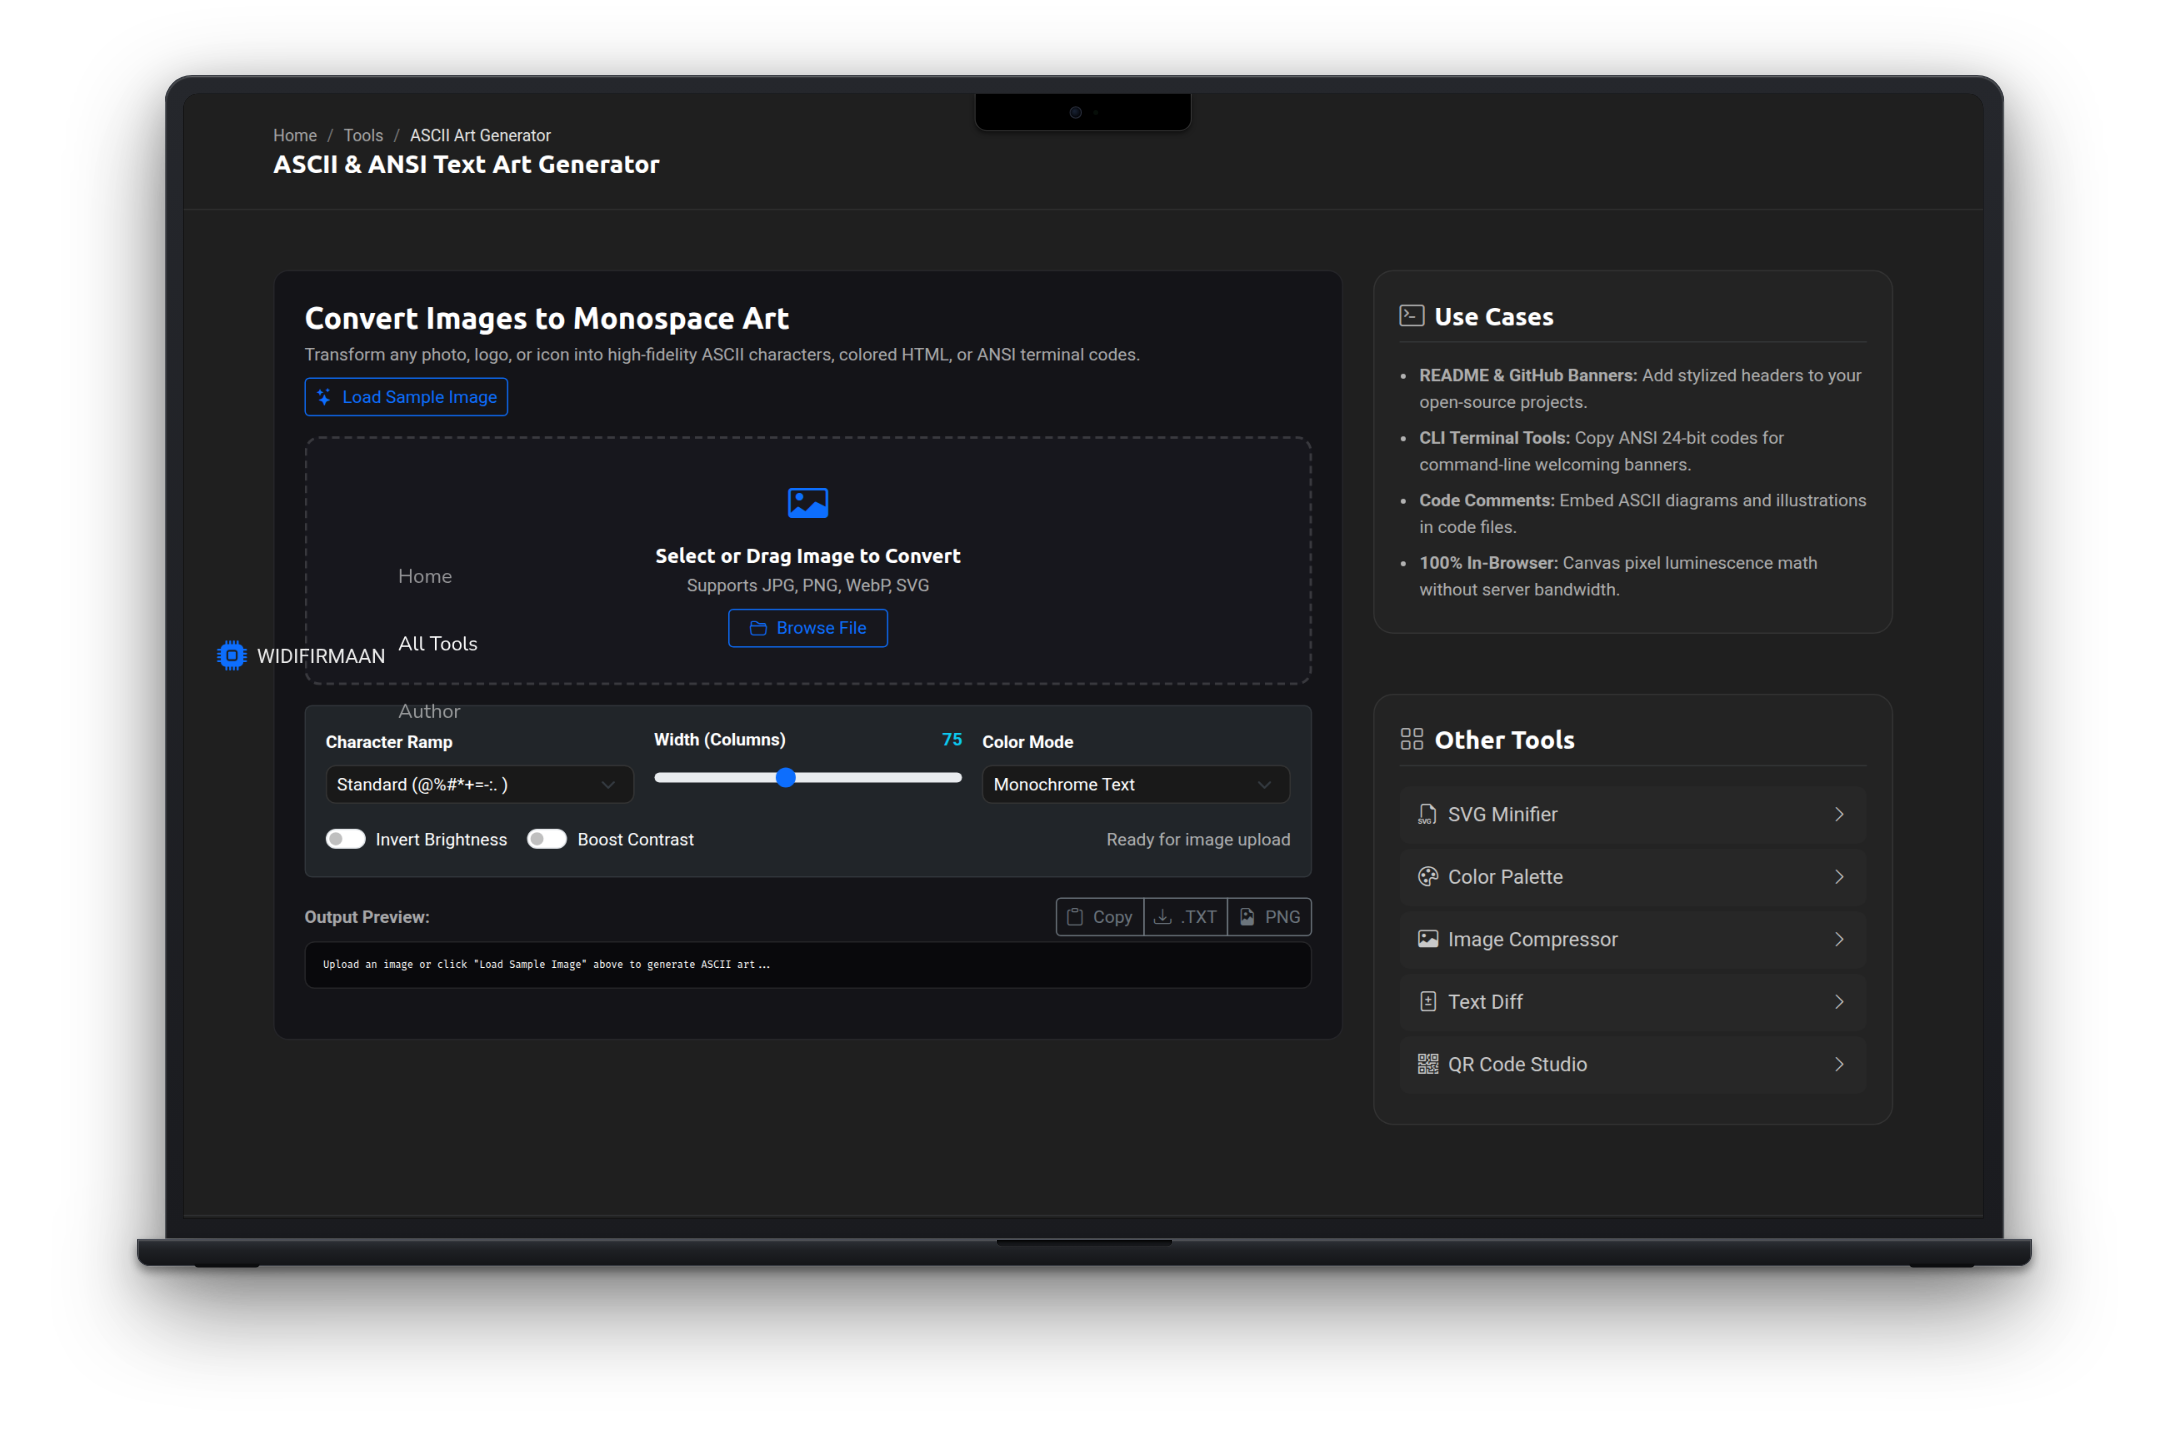 Home / Tools / ASCII Art Generator
ASCII & ANSI Text Art Generator
Convert Images to Monospace Art
Transform any photo, logo, or icon into high-fidelity ASCII characters, colored HTML, or ANSI terminal codes.
Load Sample Image
Select or Drag Image to Convert
Supports JPG, PNG, WebP, SVG
Browse File
Home
All Tools
WIDIFIRMAAN
Author
Character Ramp
Standard (@%#*+=-:. )
Width (Columns) 75
Color Mode
Monochrome Text
Invert Brightness
Boost Contrast
Ready for image upload
Output Preview:
Copy
.TXT
PNG
Upload an image or click "Load Sample Image" above to generate ASCII art...
Use Cases
• README & GitHub Banners: Add stylized headers to your
open-source projects.
• CLI Terminal Tools: Copy ANSI 24-bit codes for
command-line welcoming banners.
• Code Comments: Embed ASCII diagrams and illustrations
in code files.
• 100% In-Browser: Canvas pixel luminescence math
without server bandwidth.
Other Tools
SVG Minifier
Color Palette
Image Compressor
Text Diff
QR Code Studio